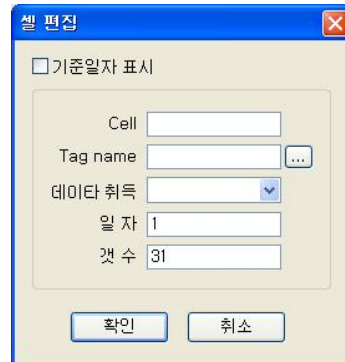 셀 편집
기준일자 표시
Cell
Tag name ...
데이타 취득
일 자 1
갯 수 31
확인 취소